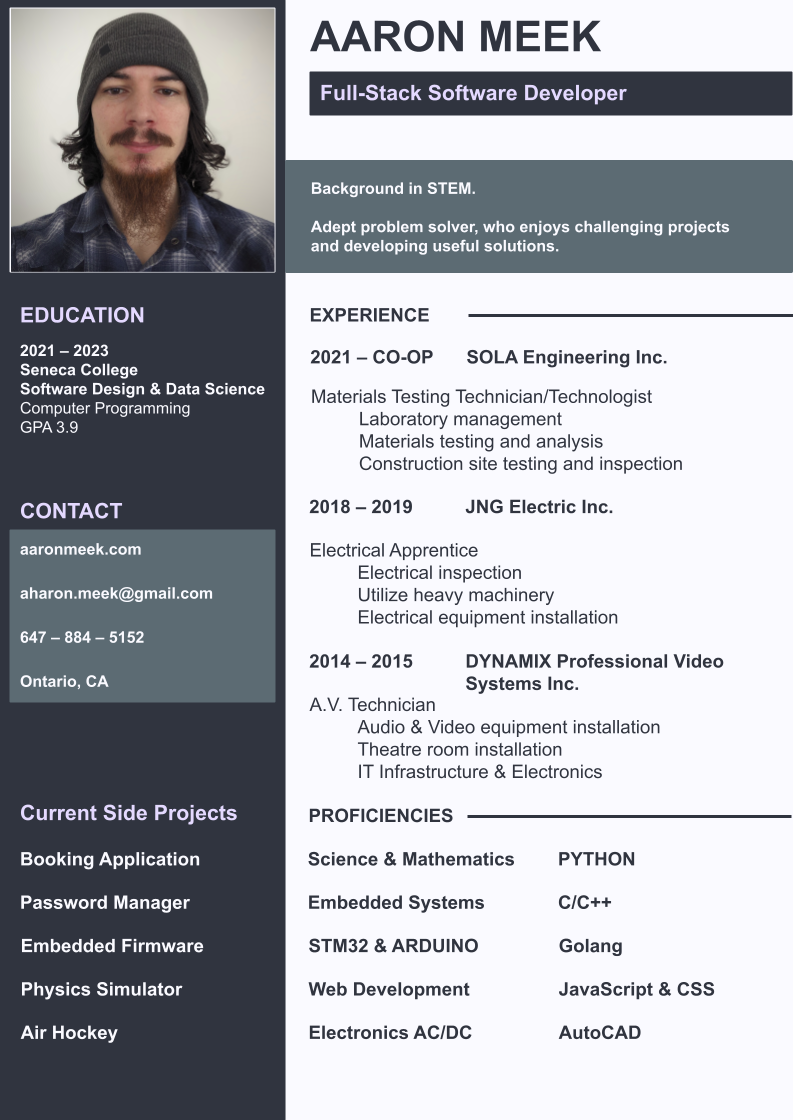 AARON MEEK
Full-Stack Software Developer
Background in STEM.
Adept problem solver, who enjoys challenging projects
and developing useful solutions.
EDUCATION
2021 – 2023
Seneca College
Software Design & Data Science
Computer Programming
GPA 3.9
CONTACT
aaronmeek.com
aharon.meek@gmail.com
647 – 884 – 5152
Ontario, CA
Current Side Projects
Booking Application
Password Manager
Embedded Firmware
Physics Simulator
Air Hockey
EXPERIENCE
2021 – CO-OP SOLA Engineering Inc.
Materials Testing Technician/Technologist
Laboratory management
Materials testing and analysis
Construction site testing and inspection
2018 – 2019 JNG Electric Inc.
Electrical Apprentice
Electrical inspection
Utilize heavy machinery
Electrical equipment installation
2014 – 2015 DYNAMIX Professional Video
Systems Inc.
A.V. Technician
Audio & Video equipment installation
Theatre room installation
IT Infrastructure & Electronics
PROFICIENCIES
Science & Mathematics PYTHON
Embedded Systems C/C++
STM32 & ARDUINO Golang
Web Development JavaScript & CSS
Electronics AC/DC AutoCAD